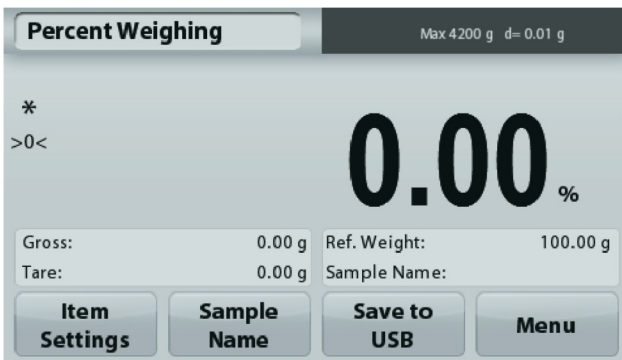 Percent Weighing
Max 4200 g d= 0.01 g
*
>0<
0.00 %
Gross: 0.00 g Ref. Weight: 100.00 g
Tare: 0.00 g Sample Name:
Item Settings
Sample Name
Save to USB
Menu